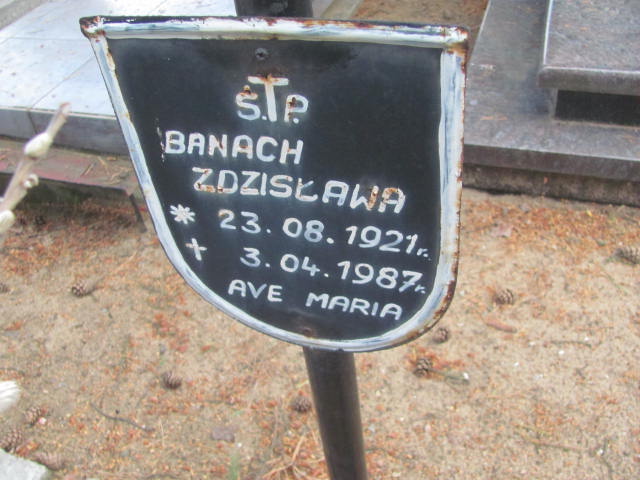 Ś.†P.
BANACH
ZDZISŁAWA
* 23.08.1921r.
† 3.04.1987r.
AVE MARIA